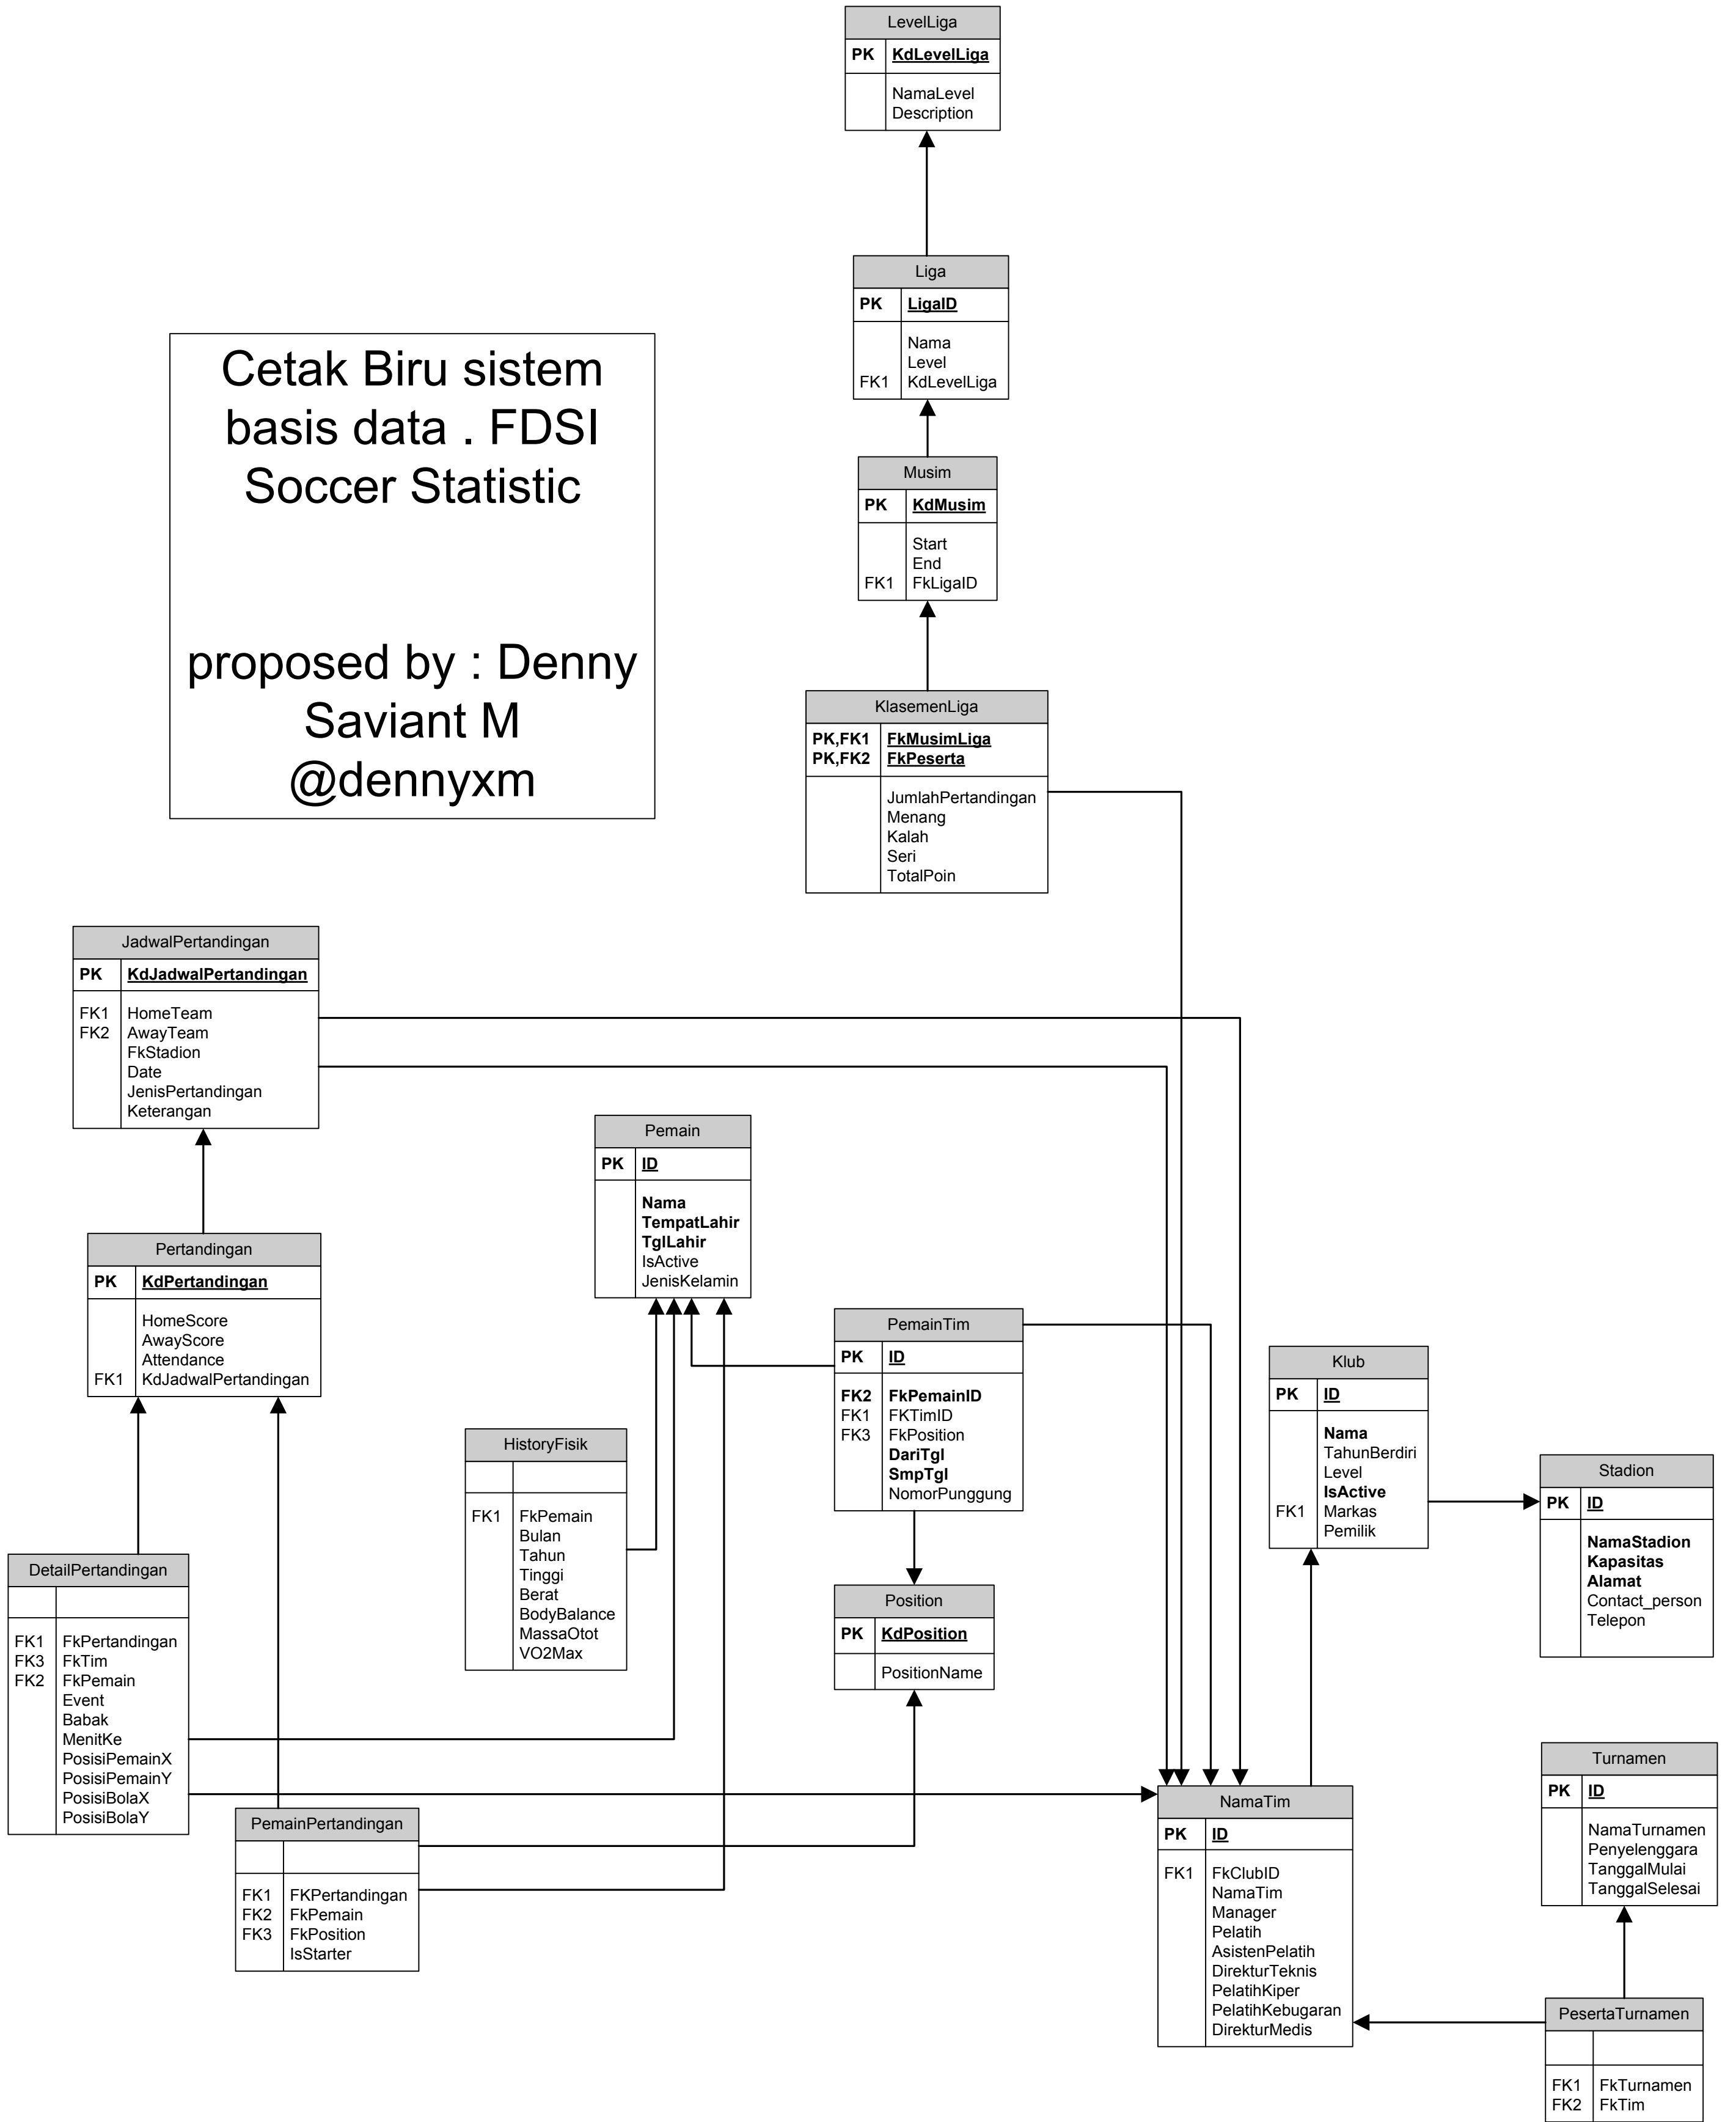 LevelLiga
PK KdLevelLiga
NamaLevel
Description
Liga
PK LigaID
Nama
Level
FK1 KdLevelLiga
Cetak Biru sistem
basis data . FDSI
Soccer Statistic
proposed by : Denny
Saviant M
@dennyxm
Musim
PK KdMusim
Start
End
FK1 FkLigaID
KlasemenLiga
PK,FK1 FkMusimLiga
PK,FK2 FkPeserta
JumlahPertandingan
Menang
Kalah
Seri
TotalPoin
JadwalPertandingan
PK KdJadwalPertandingan
FK1 HomeTeam
FK2 AwayTeam
FkStadion
Date
JenisPertandingan
Keterangan
Pemain
PK ID
Nama
TempatLahir
TglLahir
IsActive
JenisKelamin
Pertandingan
PK KdPertandingan
HomeScore
AwayScore
Attendance
FK1 KdJadwalPertandingan
PemainTim
PK ID
FK2 FkPemainID
FK1 FKTimID
FK3 FkPosition
DariTgl
SmpTgl
NomorPunggung
Klub
PK ID
Nama
TahunBerdiri
Level
IsActive
FK1 Markas
Pemilik
HistoryFisik
FK1 FkPemain
Bulan
Tahun
Tinggi
Berat
BodyBalance
MassaOtot
VO2Max
Stadion
PK ID
NamaStadion
Kapasitas
Alamat
Contact_person
Telepon
DetailPertandingan
FK1 FkPertandingan
FK3 FkTim
FK2 FkPemain
Event
Babak
MenitKe
PosisiPemainX
PosisiPemainY
PosisiBolaX
PosisiBolaY
Position
PK KdPosition
PositionName
Turnamen
PK ID
NamaTurnamen
Penyelenggara
TanggalMulai
TanggalSelesai
NamaTim
PK ID
FK1 FkClubID
NamaTim
Manager
Pelatih
AsistenPelatih
DirekturTeknis
PelatihKiper
PelatihKebugaran
DirekturMedis
PemainPertandingan
FK1 FKPertandingan
FK2 FkPemain
FK3 FkPosition
IsStarter
PesertaTurnamen
FK1 FkTurnamen
FK2 FkTim